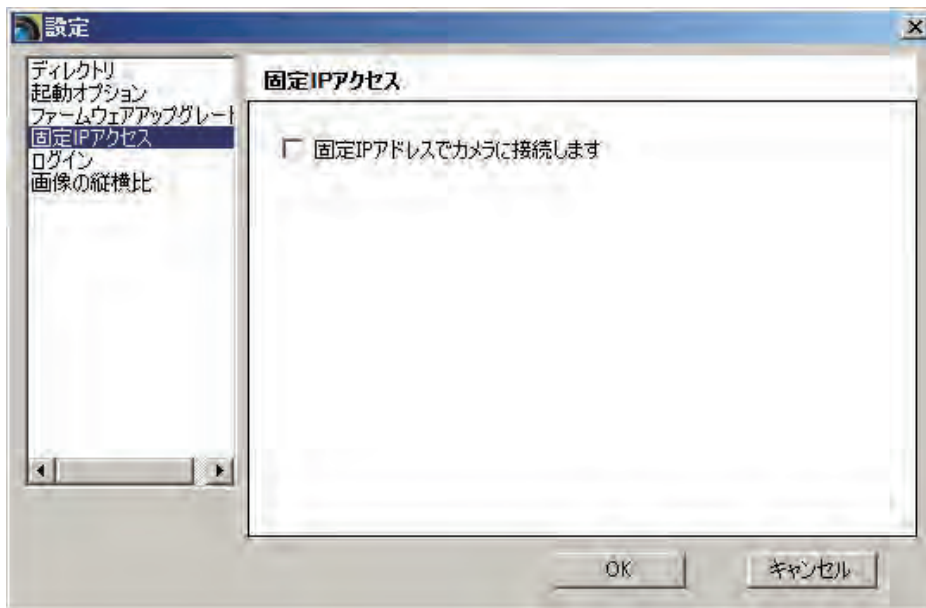 設定
ディレクトリ
起動オプション
ファームウェアアップグレート
固定IPアクセス
ログイン
画像の縦横比
固定IPアクセス
固定IPアドレスでカメラに接続します
OK
キャンセル